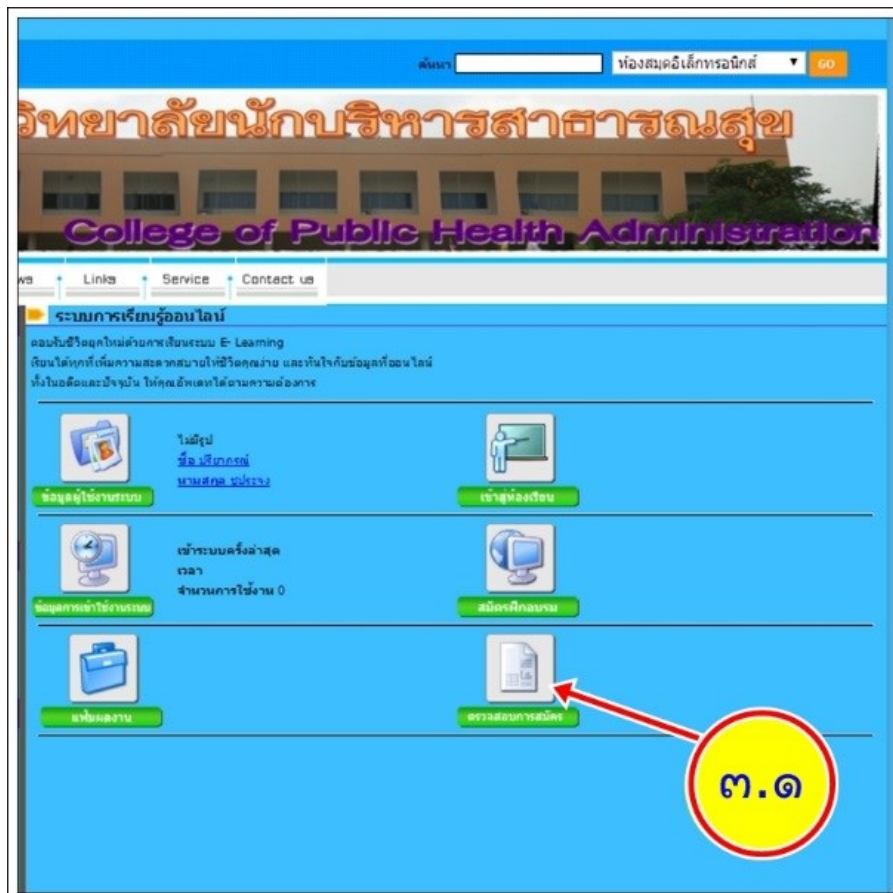 ค้นหา ห้องสมุดอิเล็กทรอนิกส์ GO
วิทยาลัยนักบริหารสาธารณสุข
College of Public Health Administration
ws Links Service Contact us
ระบบการเรียนรู้ออนไลน์
ตอบรับชีวิตยุคใหม่ด้วยการเรียนระบบ E- Learning
เรียนได้ทุกที่เพิ่มความสะดวกสบายให้ชีวิตคุณง่าย และทันใจกับข้อมูลที่ออนไลน์
ทั้งในอดีตและปัจจุบัน ให้คุณอัพเดทได้ตามความต้องการ
ไม่มีรูป
ชื่อ ปรียาภรณ์
นามสกุล
ข้อมูลผู้ใช้งานระบบ
เข้าสู่ห้องเรียน
เข้าระบบครั้งล่าสุด
เวลา
จำนวนการใช้งาน 0
ข้อมูลการเข้าใช้งานระบบ
สมัครฝึกอบรม
แฟ้มผลงาน
ตรวจสอบการสมัคร
๓.๑